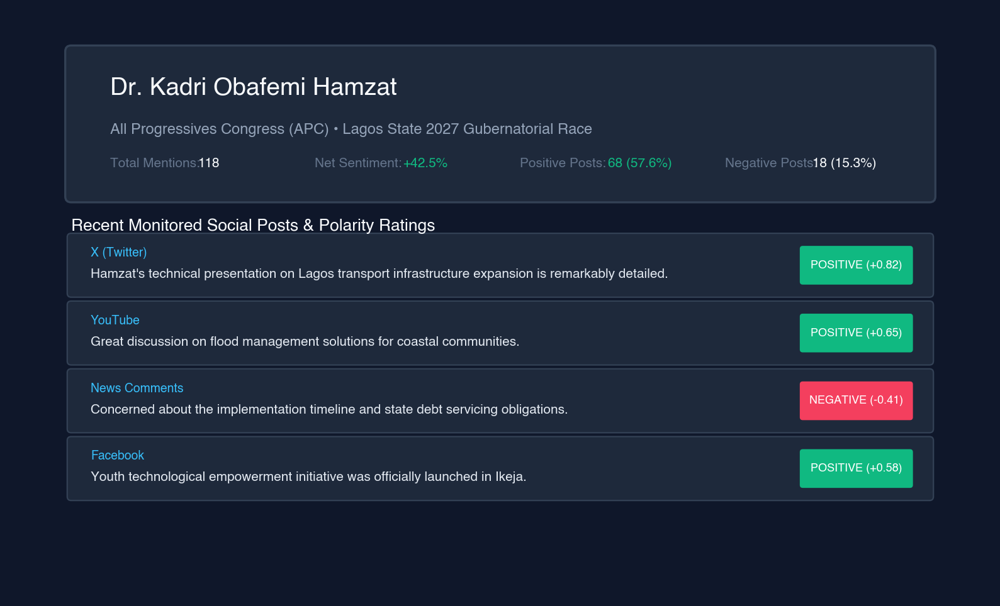 Dr. Kadri Obafemi Hamzat
All Progressives Congress (APC) • Lagos State 2027 Gubernatorial Race
Total Mentions: 118 Net Sentiment: +42.5% Positive Posts: 68 (57.6%) Negative Posts 18 (15.3%)
Recent Monitored Social Posts & Polarity Ratings
X (Twitter)
Hamzat's technical presentation on Lagos transport infrastructure expansion is remarkably detailed.
POSITIVE (+0.82)
YouTube
Great discussion on flood management solutions for coastal communities.
POSITIVE (+0.65)
News Comments
Concerned about the implementation timeline and state debt servicing obligations.
NEGATIVE (-0.41)
Facebook
Youth technological empowerment initiative was officially launched in Ikeja.
POSITIVE (+0.58)